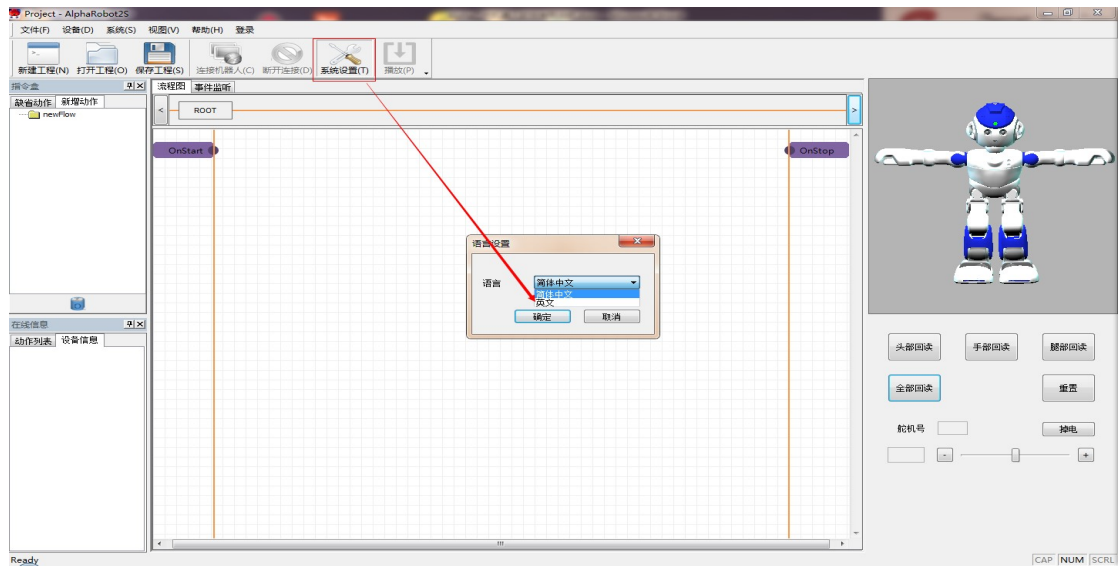 Project - AlphaRobot2S
文件(F) 设备(D) 系统(S) 视图(V) 帮助(H) 登录
新建工程(N) 打开工程(O) 保存工程(S) 连接机器人(C) 断开连接(D) 系统设置(T) 播放(P)
指令盒
缺省动作 新增动作
newFlow
流程图 事件监听
< ROOT >
OnStart
OnStop
语言设置
语言 简体中文
简体中文
英文
确定 取消
在线信息
动作列表 设备信息
头部回读 手部回读 腿部回读
全部回读 重置
舵机号 掉电
- +
Ready
CAP NUM SCRL